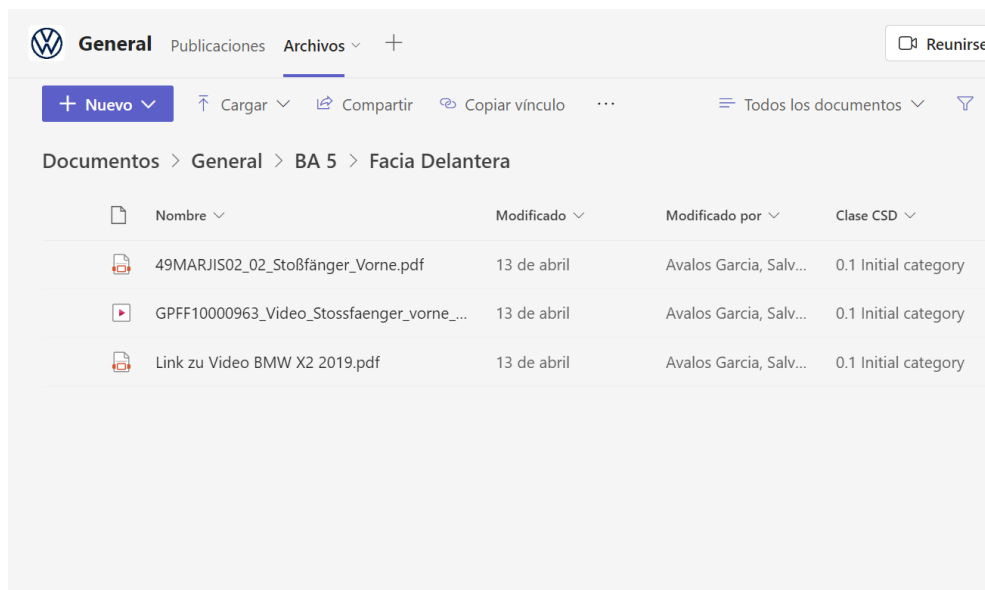 General Publicaciones Archivos Reunirse
Nuevo Cargar Compartir Copiar vínculo ... Todos los documentos
Documentos > General > BA 5 > Facia Delantera
Nombre Modificado Modificado por Clase CSD
49MARJIS02_02_Stoßfänger_Vorne.pdf 13 de abril Avalos Garcia, Salv... 0.1 Initial category
GPFF10000963_Video_Stossfaenger_vorne_... 13 de abril Avalos Garcia, Salv... 0.1 Initial category
Link zu Video BMW X2 2019.pdf 13 de abril Avalos Garcia, Salv... 0.1 Initial category